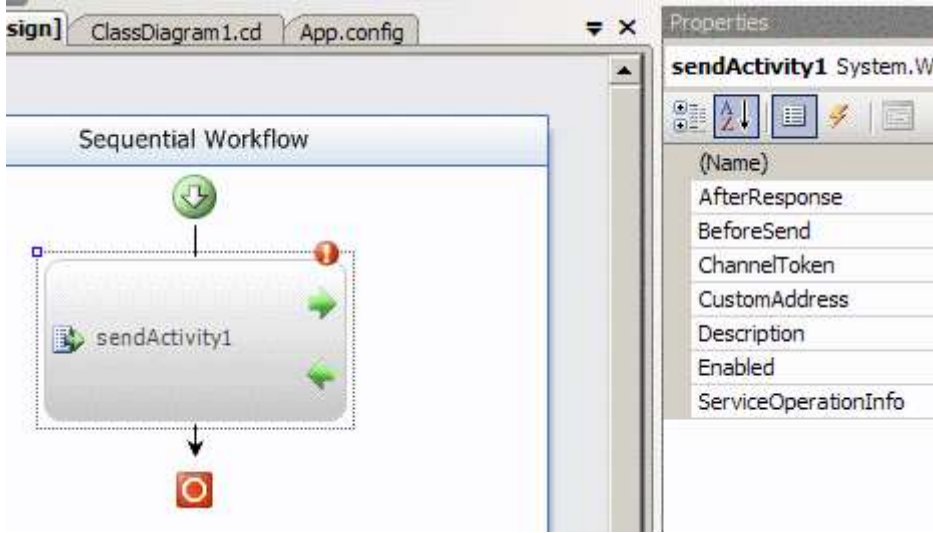 sign] ClassDiagram1.cd App.config
Sequential Workflow
sendActivity1
Properties
sendActivity1 System.W
(Name)
AfterResponse
BeforeSend
ChannelToken
CustomAddress
Description
Enabled
ServiceOperationInfo